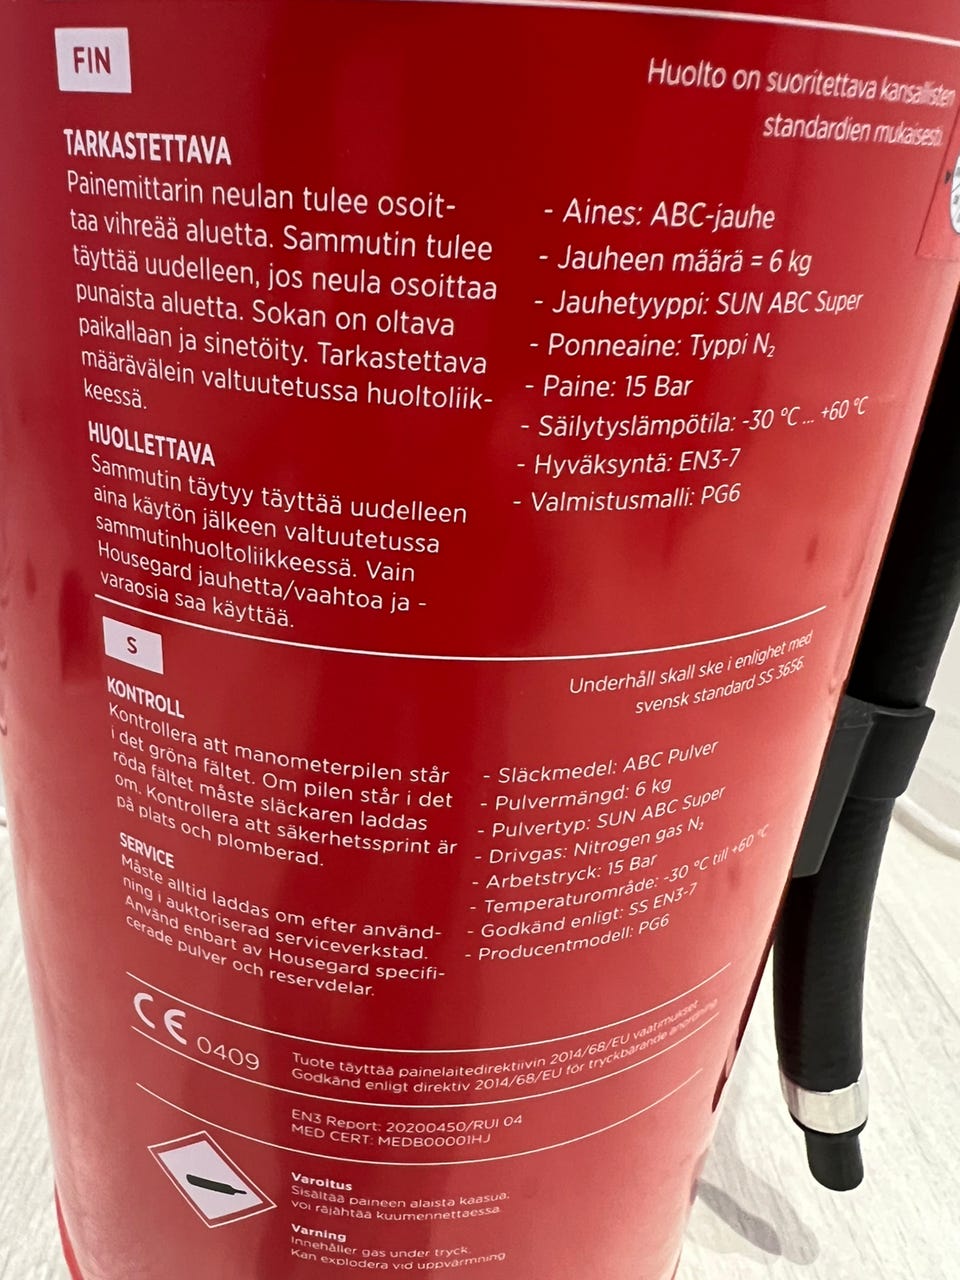 FIN
Huolto on suoritettava kansallisten
standardien mukaisesti.
TARKASTETTAVA
Painemittarin neulan tulee osoit-
taa vihreää aluetta. Sammutin tulee
täyttää uudelleen, jos neula osoittaa
punaista aluetta. Sokan on oltava
paikallaan ja sinetöity. Tarkastettava
määrävälein valtuutetussa huoltoliik-
keessä.
HUOLLETTAVA
Sammutin täytyy täyttää uudelleen
aina käytön jälkeen valtuutetussa
sammutinhuoltoliikkeessä. Vain
Housegard jauhetta/vaahtoa ja -
varaosia saa käyttää.
- Aines: ABC-jauhe
- Jauheen määrä = 6 kg
- Jauhetyyppi: SUN ABC Super
- Ponneaine: Typpi N₂
- Paine: 15 Bar
- Säilytyslämpötila: -30 °C ... +60 °C
- Hyväksyntä: EN3-7
- Valmistusmalli: PG6
S
Underhåll skall ske i enlighet med
svensk standard SS 3656.
KONTROLL
Kontrollera att manometerpilen står
i det gröna fältet. Om pilen står i det
röda fältet måste släckaren laddas
om. Kontrollera att säkerhetssprint är
på plats och plomberad.
SERVICE
Måste alltid laddas om efter använd-
ning i auktoriserad serviceverkstad.
Använd enbart av Housegard specifi-
cerade pulver och reservdelar.
- Släckmedel: ABC Pulver
- Pulvermängd: 6 kg
- Pulvertyp: SUN ABC Super
- Drivgas: Nitrogen gas N₂
- Arbetstryck: 15 Bar
- Temperaturområde: -30 °C till +60 °C
- Godkänd enligt: SS EN3-7
- Producentmodell: PG6
CE 0409
Tuote täyttää painelaitedirektiivin 2014/68/EU vaatimukset
Godkänd enligt direktiv 2014/68/EU för tryckbärande anordning
EN3 Report: 20200450/RUI 04
MED CERT: MEDB00001HJ
Varoitus
Sisältää paineen alaista kaasua,
voi räjähtää kuumennettaessa.
Varning
Innehåller gas under tryck.
Kan explodera vid uppvärmning